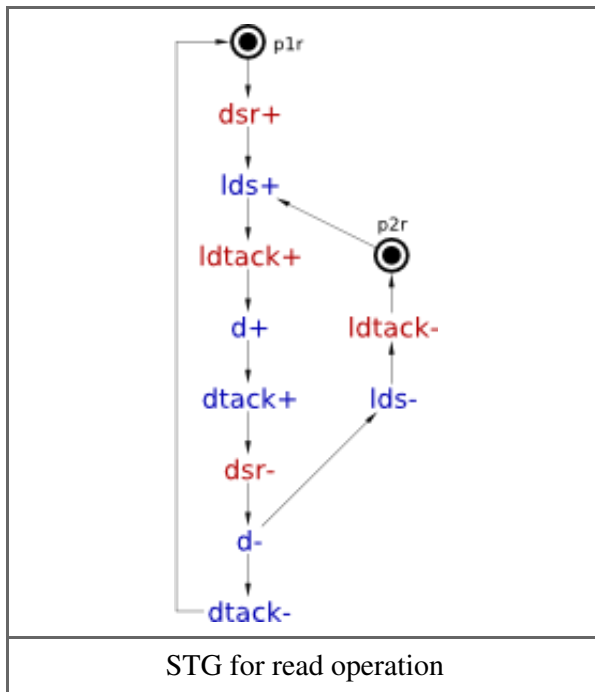 p1r
dsr+
lds+
p2r
ldtack+
d+
ldtack-
dtack+
lds-
dsr-
d-
dtack-
STG for read operation